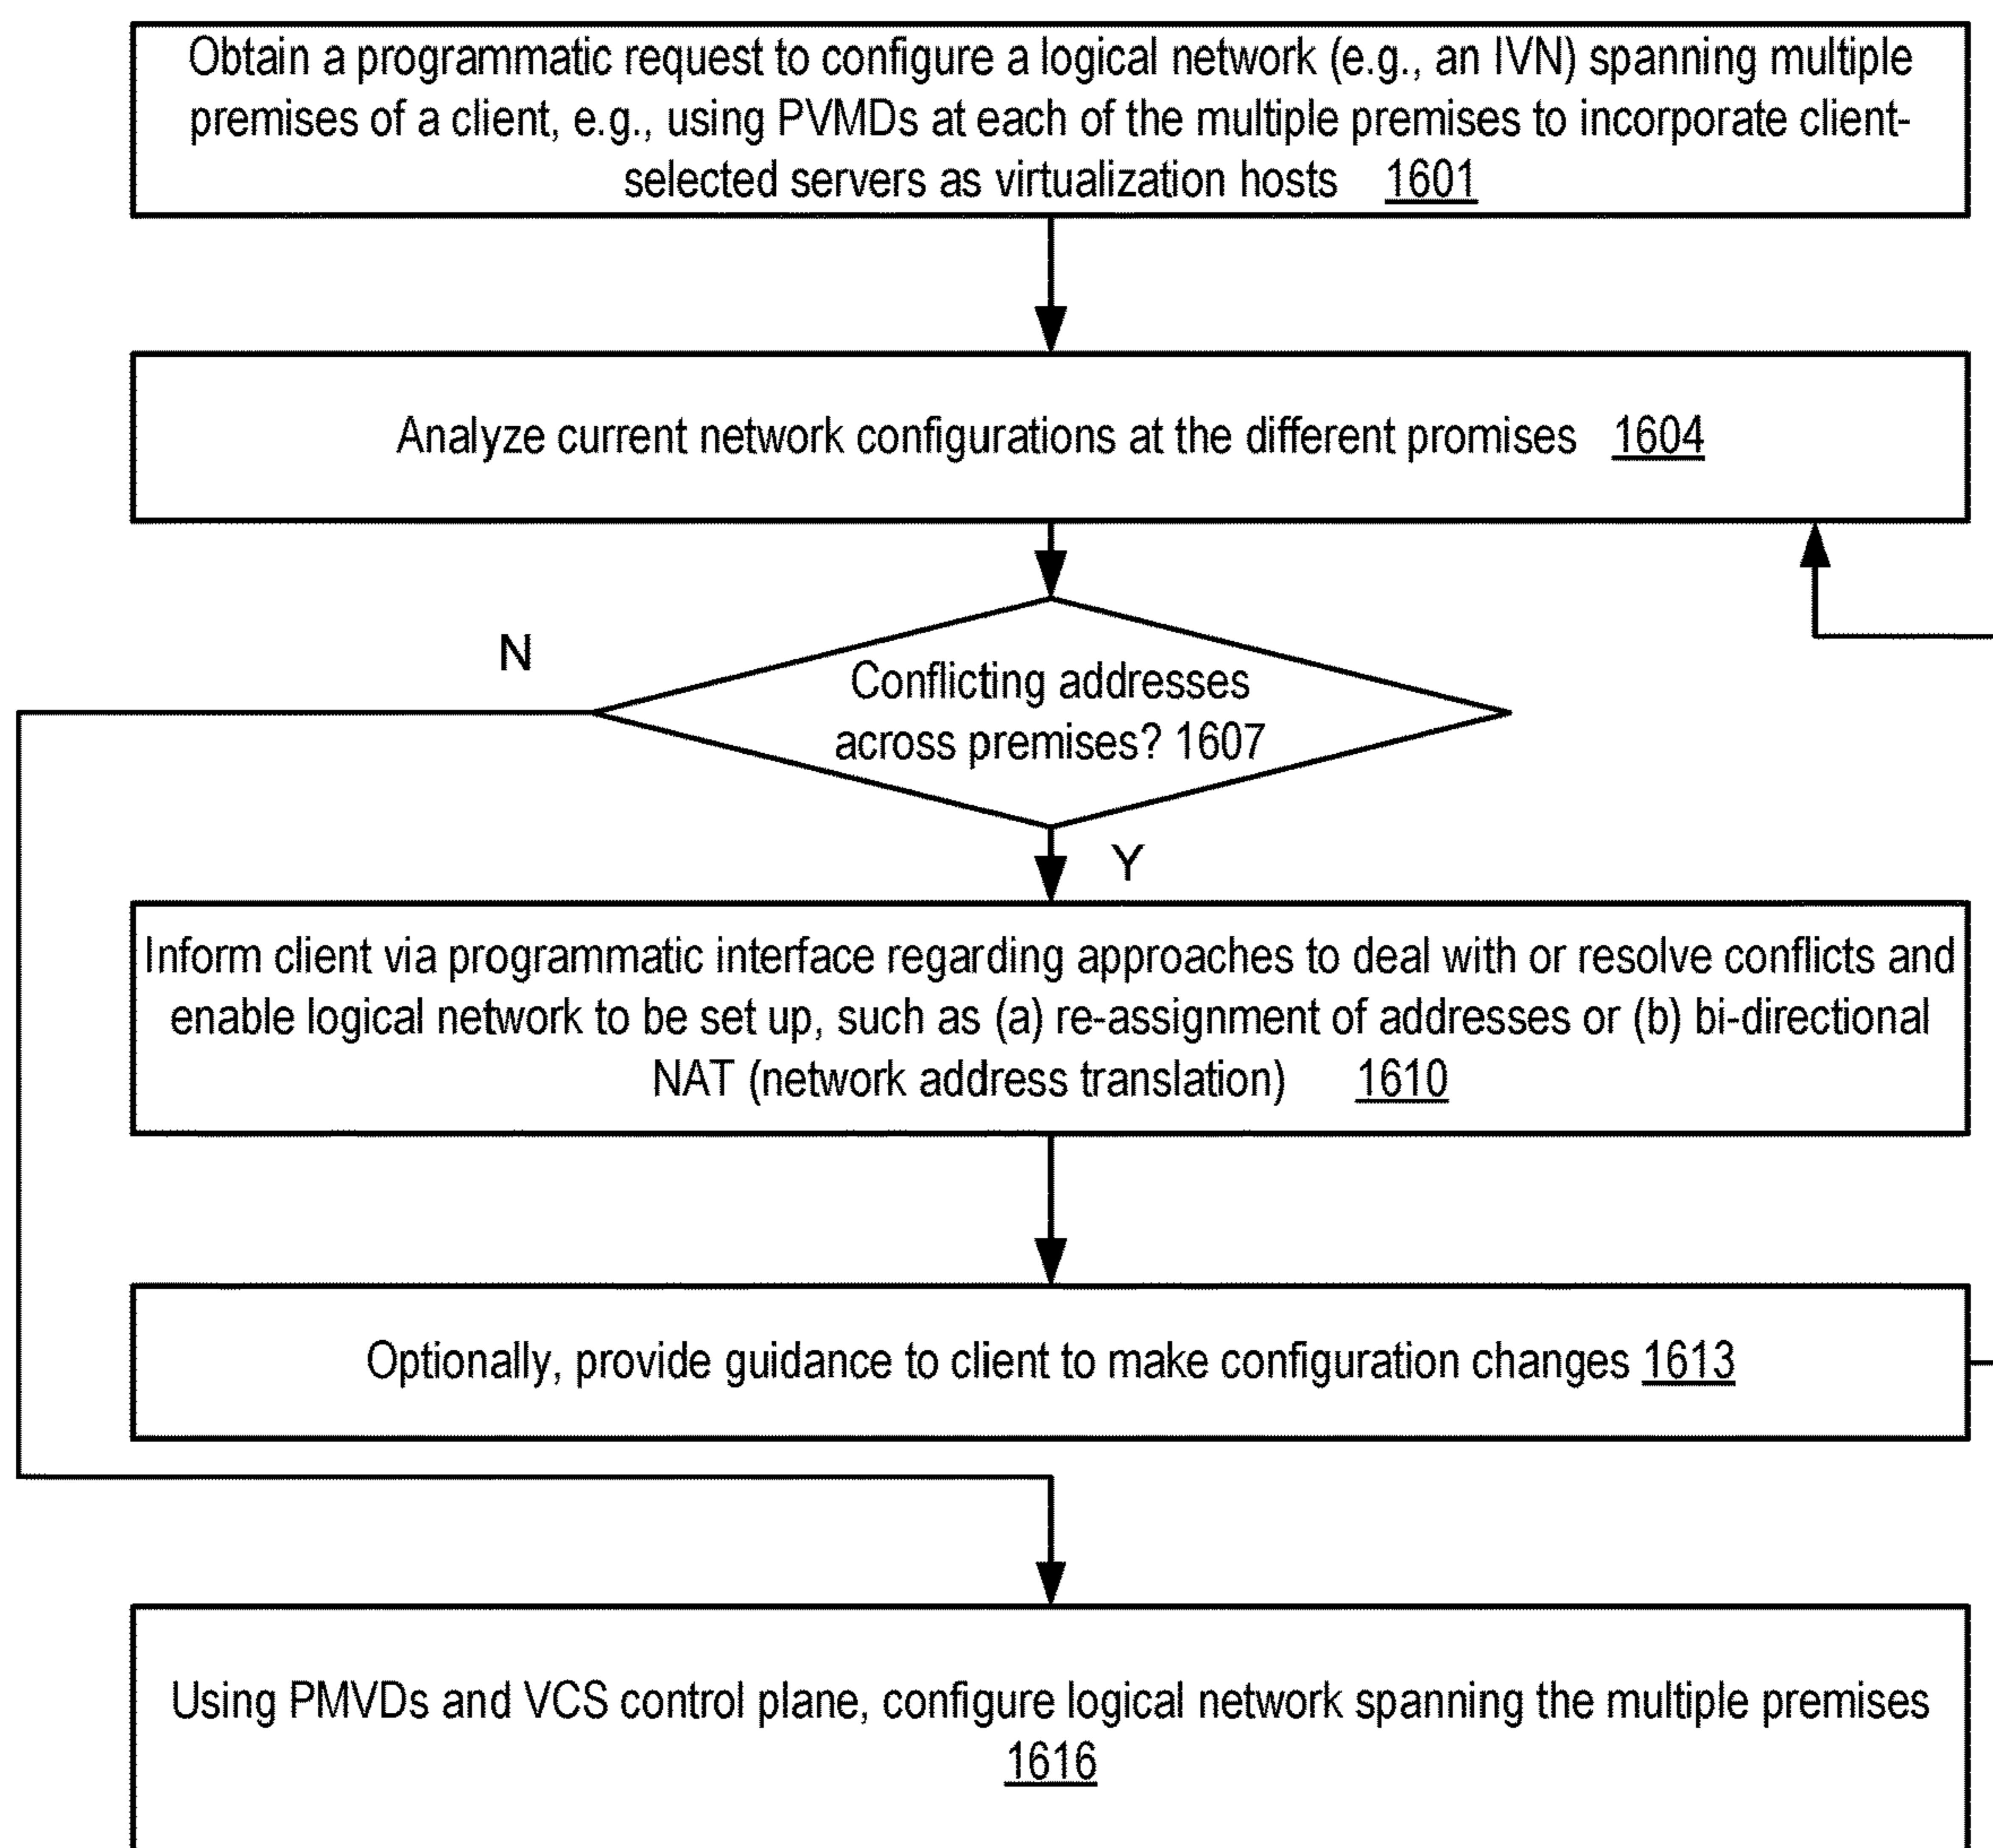 Obtain a programmatic request to configure a logical network (e.g., an IVN) spanning multiple
premises of a client, e.g., using PVMDs at each of the multiple premises to incorporate client-
selected servers as virtualization hosts 1601
Analyze current network configurations at the different promises 1604
N
Conflicting addresses
across premises? 1607
Y
Inform client via programmatic interface regarding approaches to deal with or resolve conflicts and
enable logical network to be set up, such as (a) re-assignment of addresses or (b) bi-directional
NAT (network address translation) 1610
Optionally, provide guidance to client to make configuration changes 1613
Using PMVDs and VCS control plane, configure logical network spanning the multiple premises
1616